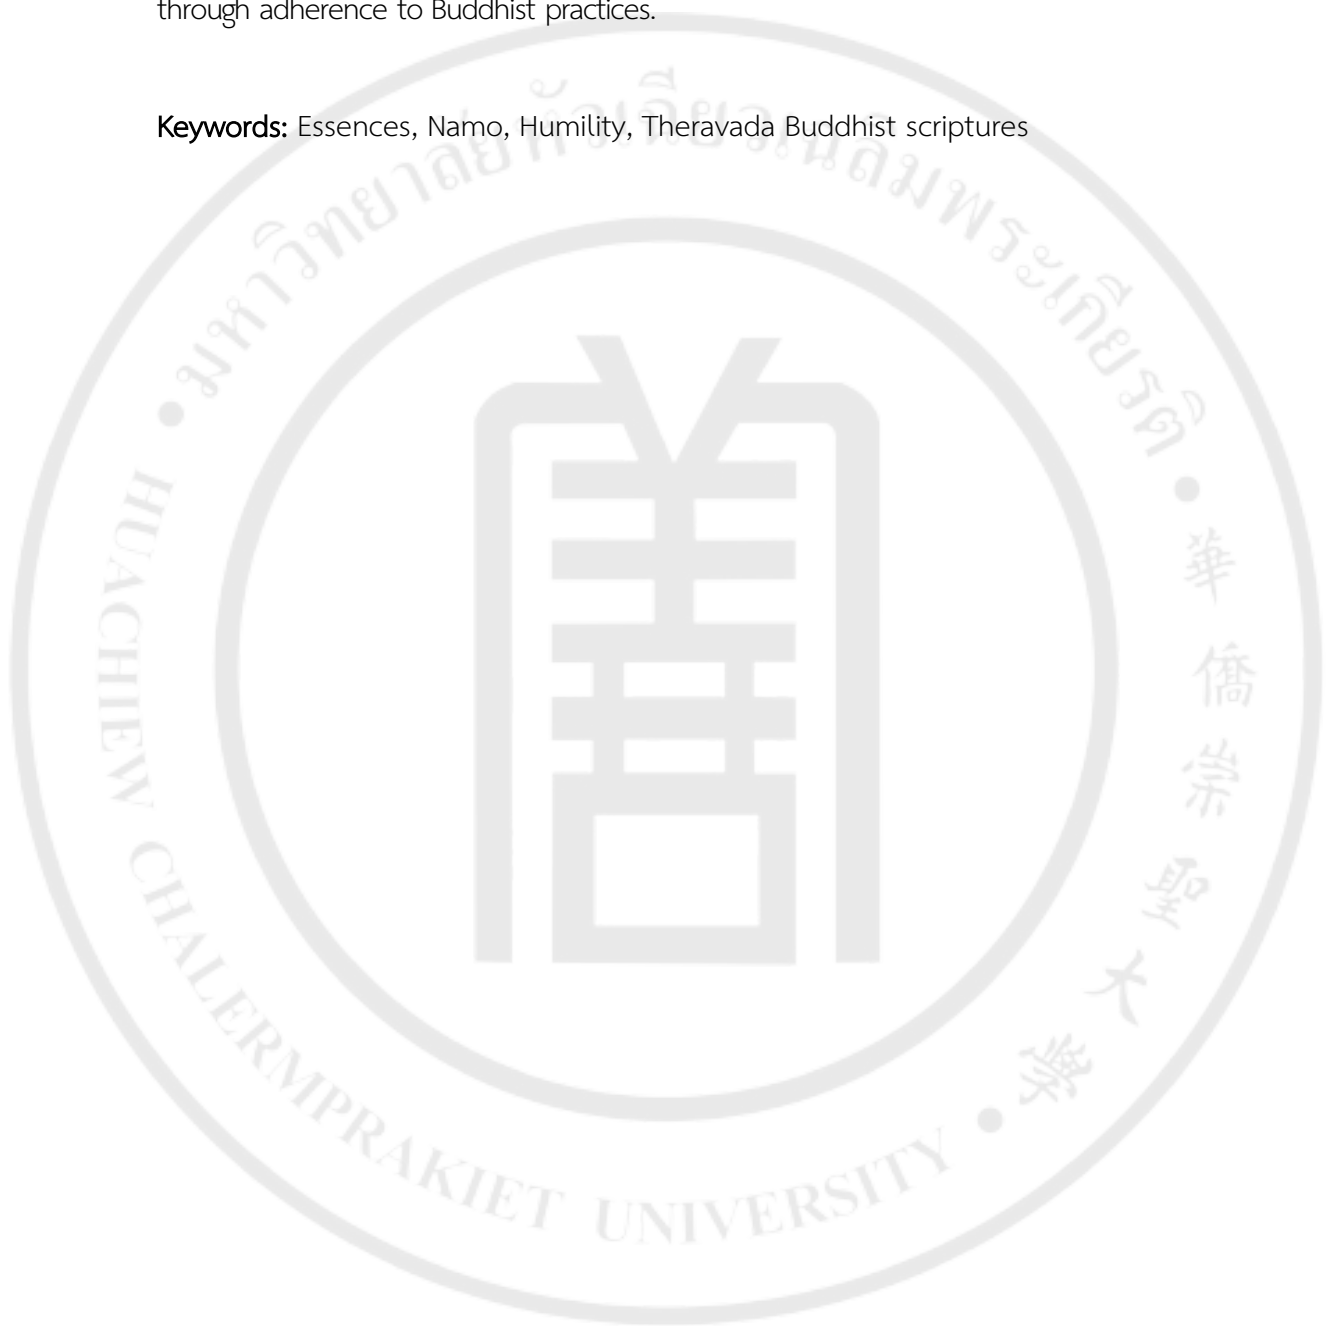 through adherence to Buddhist practices.
Keywords: Essences, Namo, Humility, Theravada Buddhist scriptures
มหาวิทยาลัยหัวเฉียวเฉลิมพระเกียรติ
HUACHIEW CHALERMPRAKIET UNIVERSITY
華僑崇聖大學